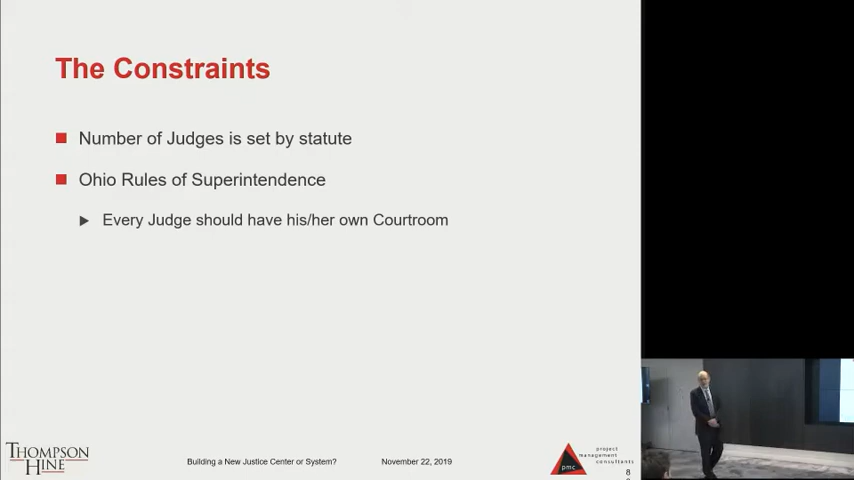 The Constraints
Number of Judges is set by statute
Ohio Rules of Superintendence
Every Judge should have his/her own Courtroom
THOMPSON
HINE
Building a New Justice Center or System?
November 22, 2019
pmc
project
management
consultants
8